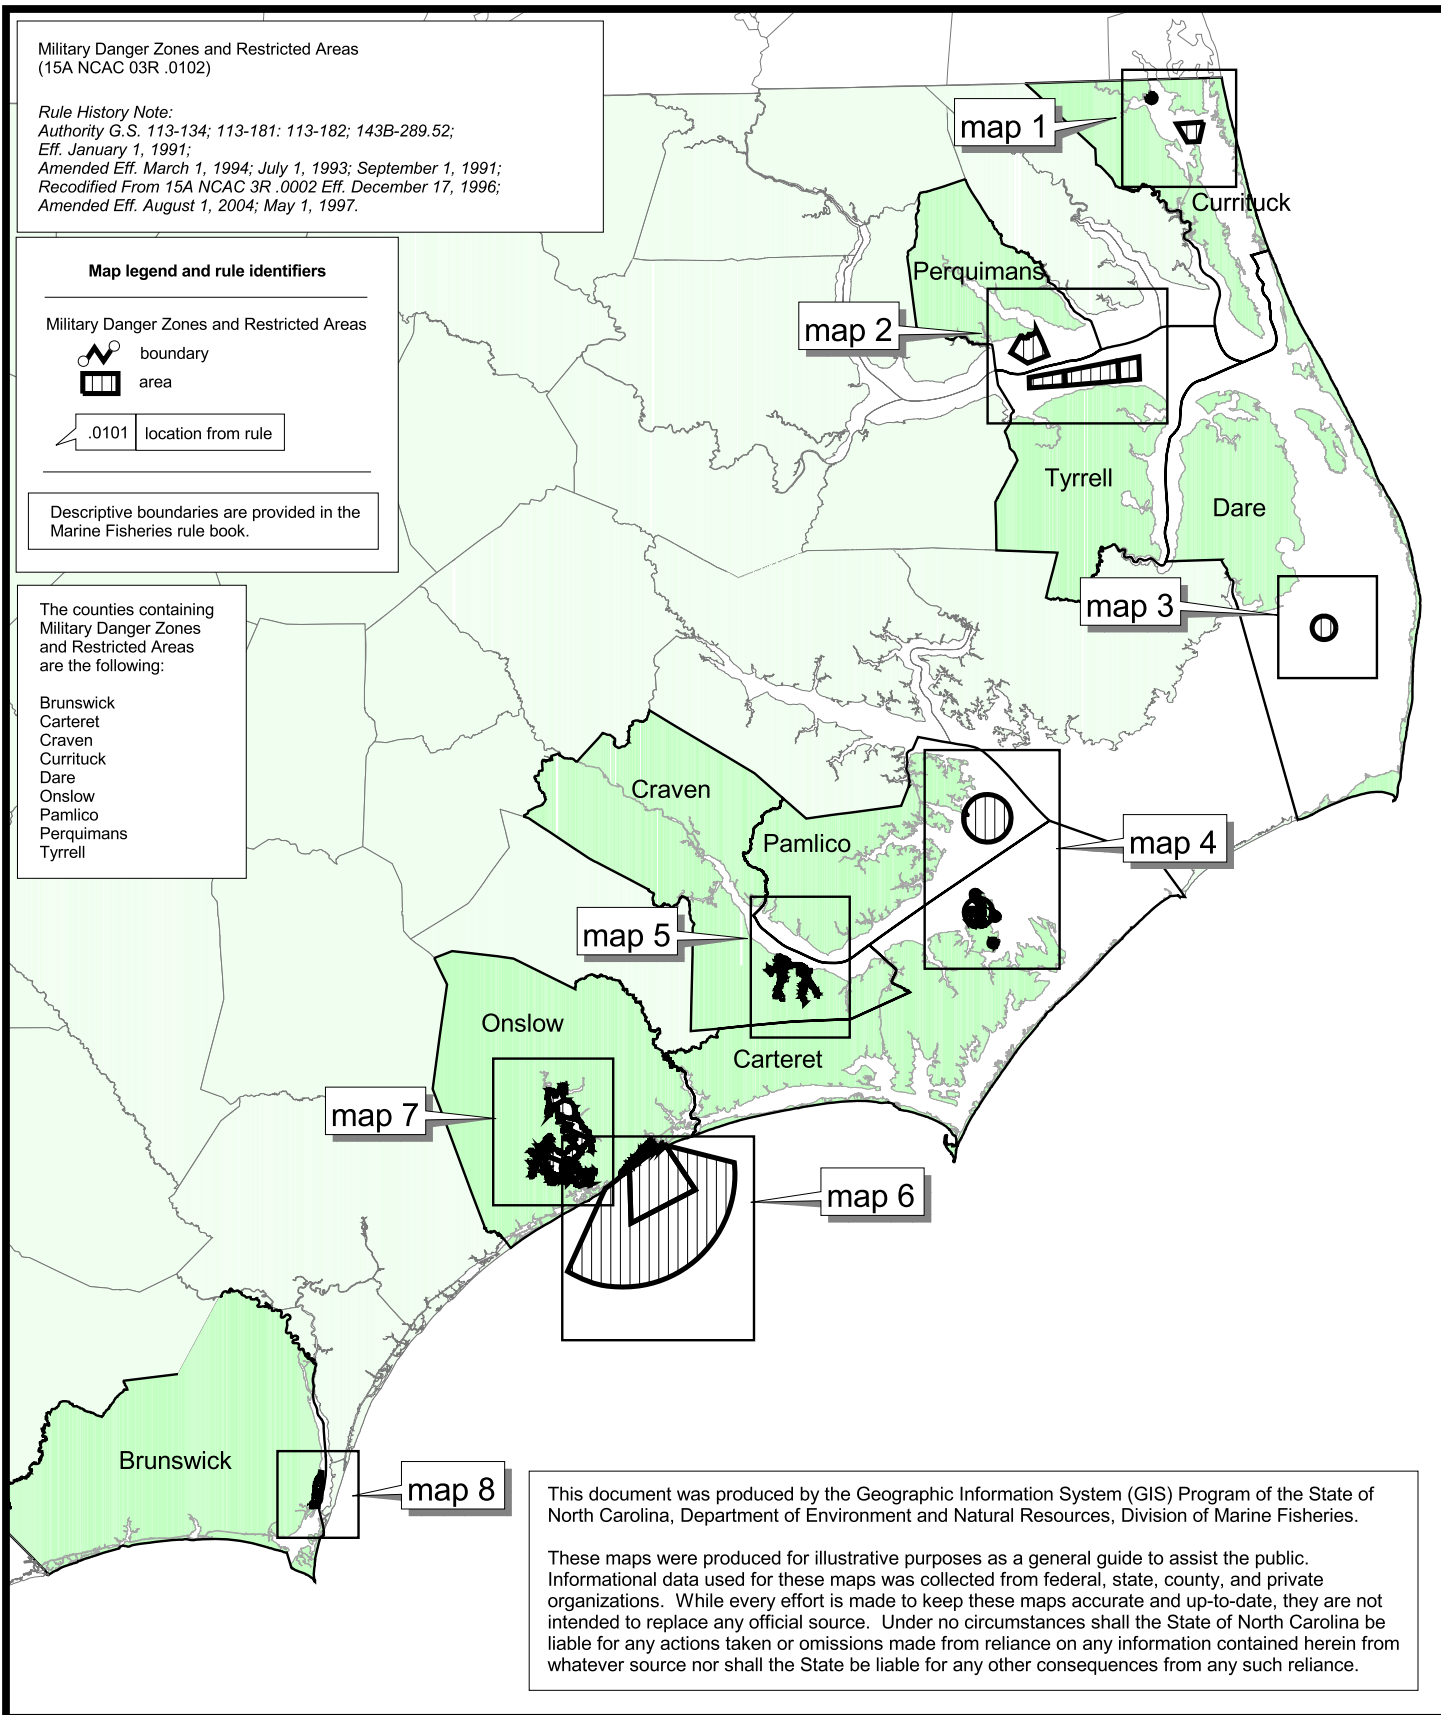 Military Danger Zones and Restricted Areas
(15A NCAC 03R .0102)
Rule History Note:
Authority G.S. 113-134; 113-181: 113-182; 143B-289.52;
Eff. January 1, 1991;
Amended Eff. March 1, 1994; July 1, 1993; September 1, 1991;
Recodified From 15A NCAC 3R .0002 Eff. December 17, 1996;
Amended Eff. August 1, 2004; May 1, 1997.
Map legend and rule identifiers
Military Danger Zones and Restricted Areas
boundary
area
.0101 location from rule
Descriptive boundaries are provided in the
Marine Fisheries rule book.
The counties containing
Military Danger Zones
and Restricted Areas
are the following:
Brunswick
Carteret
Craven
Currituck
Dare
Onslow
Pamlico
Perquimans
Tyrrell
map 1
Currituck
Perquimans
map 2
Tyrrell
Dare
map 3
Craven
Pamlico
map 4
map 5
Onslow
Carteret
map 7
map 6
Brunswick
map 8
This document was produced by the Geographic Information System (GIS) Program of the State of
North Carolina, Department of Environment and Natural Resources, Division of Marine Fisheries.
These maps were produced for illustrative purposes as a general guide to assist the public.
Informational data used for these maps was collected from federal, state, county, and private
organizations. While every effort is made to keep these maps accurate and up-to-date, they are not
intended to replace any official source. Under no circumstances shall the State of North Carolina be
liable for any actions taken or omissions made from reliance on any information contained herein from
whatever source nor shall the State be liable for any other consequences from any such reliance.